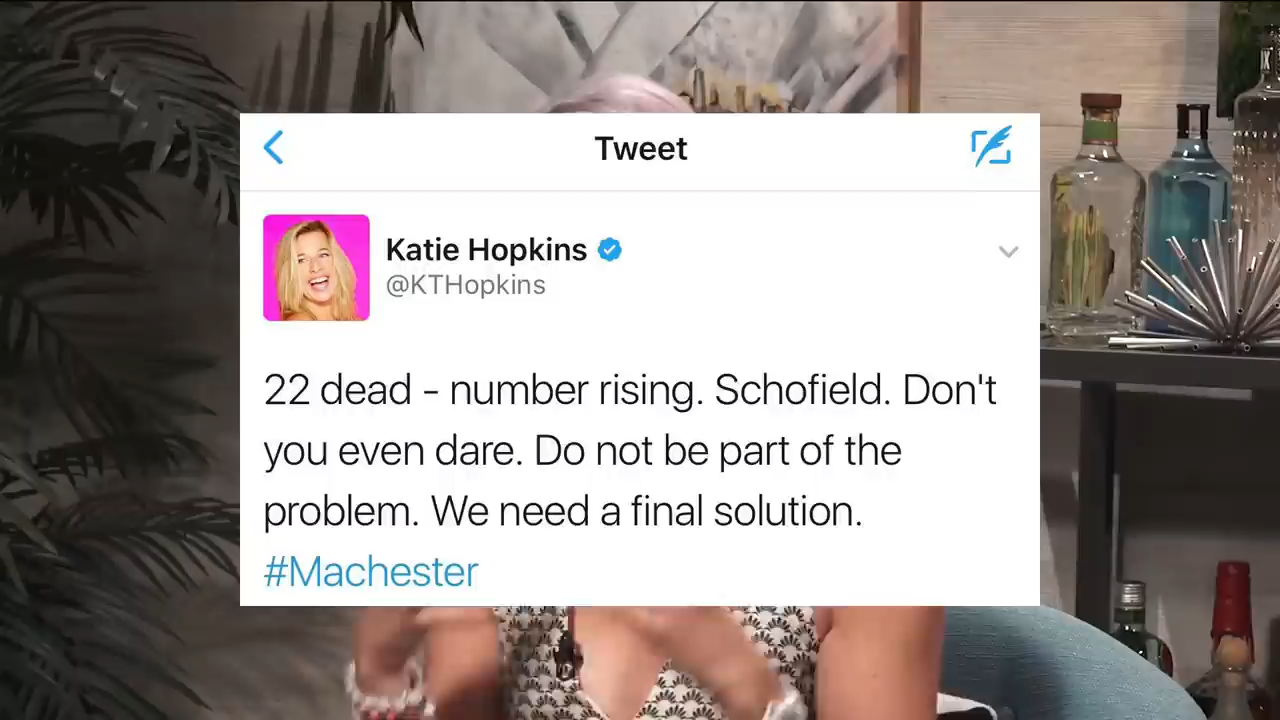 Tweet
Katie Hopkins
@KTHopkins
22 dead - number rising. Schofield. Don't
you even dare. Do not be part of the
problem. We need a final solution.
#Machester